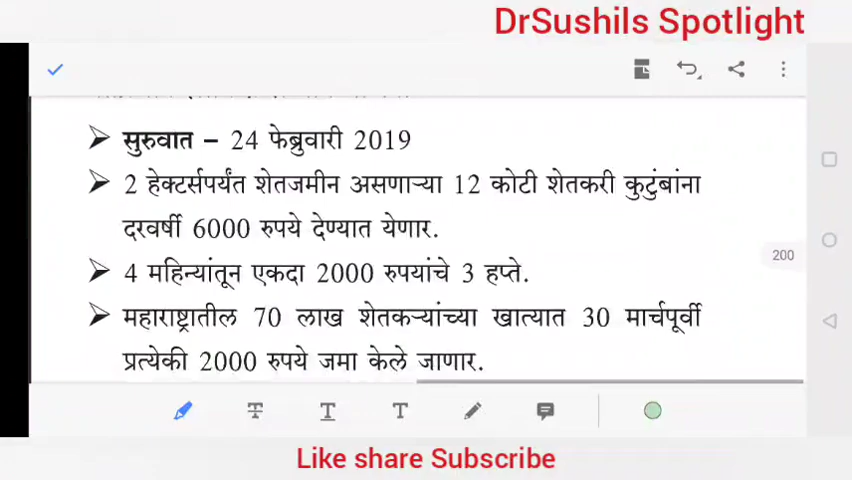 DrSushils Spotlight
➢ सुरुवात – 24 फेब्रुवारी 2019
➢ 2 हेक्टर्सपर्यंत शेतजमीन असणाऱ्या 12 कोटी शेतकरी कुटुंबांना
दरवर्षी 6000 रुपये देण्यात येणार.
200
➢ 4 महिन्यांतून एकदा 2000 रुपयांचे 3 हप्ते.
➢ महाराष्ट्रातील 70 लाख शेतकऱ्यांच्या खात्यात 30 मार्चपूर्वी
प्रत्येकी 2000 रुपये जमा केले जाणार.
Like share Subscribe